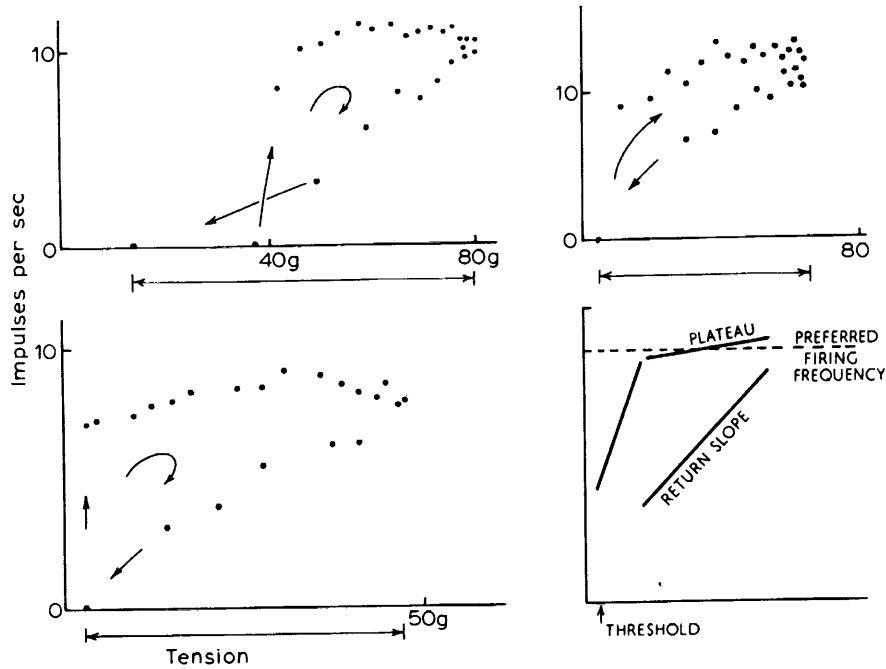 Impulses per sec
10
0
40g
80g
10
0
80
10
0
50g
Tension
PLATEAU
PREFERRED
FIRING
FREQUENCY
RETURN SLOPE
THRESHOLD